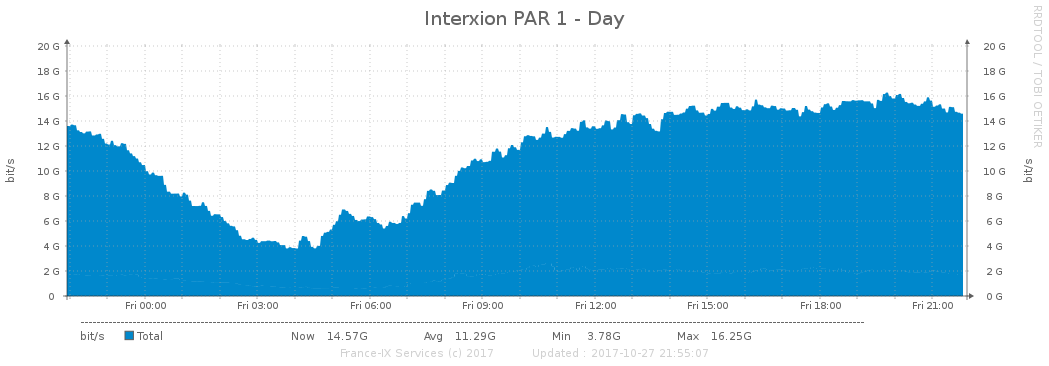 Interxion PAR 1 - Day
RRDTOOL / TOBI OETIKER
20 G 20 G
18 G 18 G
16 G 16 G
14 G 14 G
12 G 12 G
10 G 10 G
8 G 8 G
6 G 6 G
4 G 4 G
2 G 2 G
0 0 G
bit/s
bit/s
Fri 00:00 Fri 03:00 Fri 06:00 Fri 09:00 Fri 12:00 Fri 15:00 Fri 18:00 Fri 21:00
bit/s Total Now 14.57G Avg 11.29G Min 3.78G Max 16.25G
France-IX Services (c) 2017 Updated : 2017-10-27 21:55:07